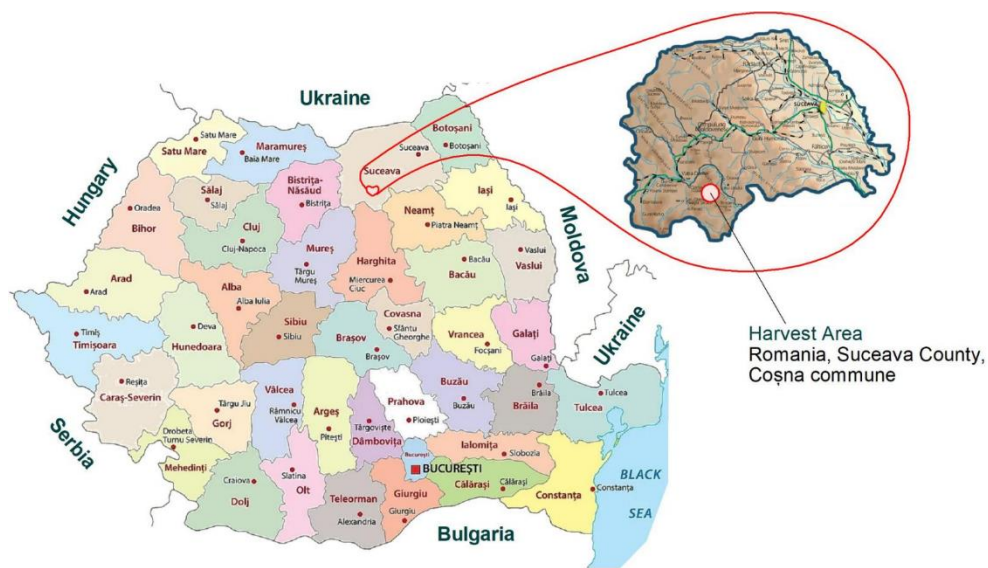 Ukraine
Hungary
Serbia
Bulgaria
Moldova
Ukraine
BLACK
SEA
Satu Mare
Satu Mare
Maramureș
Baia Mare
Suceava
Suceava
Botoșani
Botoșani
Sălaj
Sălaj
Bistrița-
Năsăud
Bistrița
Iași
Iași
Oradea
Bihor
Cluj
Cluj-Napoca
Mureș
Târgu
Mureș
Neamț
Piatra Neamț
Harghita
Miercurea
Ciuc
Bacău
Bacău
Vaslui
Vaslui
Arad
Arad
Alba
Alba Iulia
Timiș
Timișoara
Deva
Hunedoara
Sibiu
Sibiu
Brașov
Brașov
Covasna
Sfântu
Gheorghe
Vrancea
Focșani
Galați
Galați
Reșița
Caraș-Severin
Târgu Jiu
Gorj
Vâlcea
Râmnicu
Vâlcea
Argeș
Pitești
Prahova
Ploiești
Târgoviște
Dâmbovița
Buzău
Buzău
Brăila
Brăila
Tulcea
Tulcea
Drobeta
Turnu Severin
Mehedinți
Craiova
Dolj
Slatina
Olt
Teleorman
Alexandria
Giurgiu
Giurgiu
București
BUCUREȘTI
Ialomița
Slobozia
Călărași
Călărași
Constanța
Constanța
SUCEAVA
Harvest Area
Romania, Suceava County,
Coșna commune